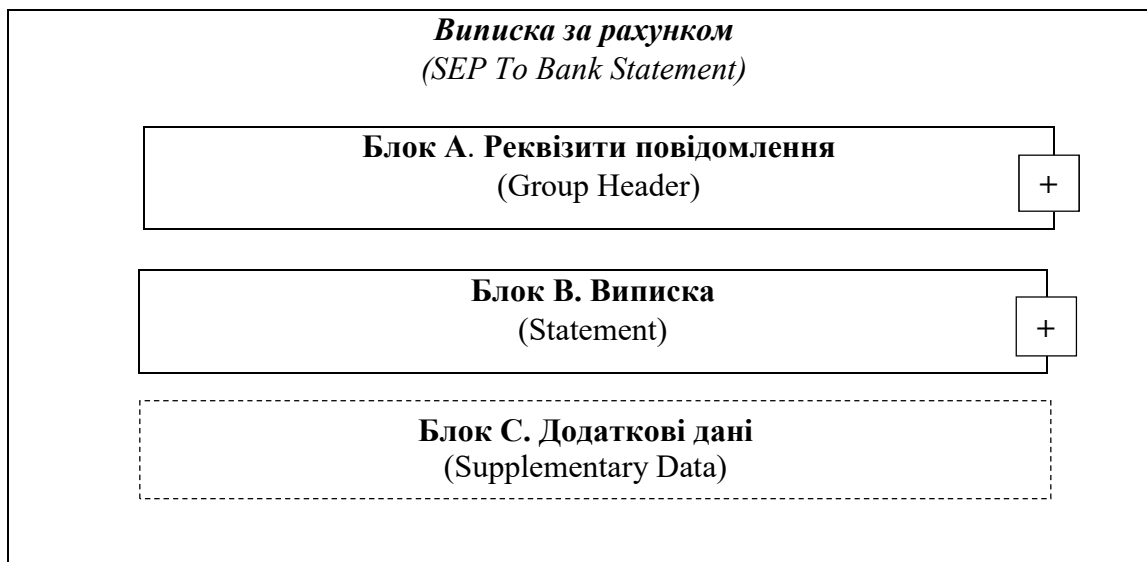 Виписка за рахунком
(SEP To Bank Statement)
Блок А. Реквізити повідомлення
(Group Header)
+
Блок В. Виписка
(Statement)
+
Блок С. Додаткові дані
(Supplementary Data)